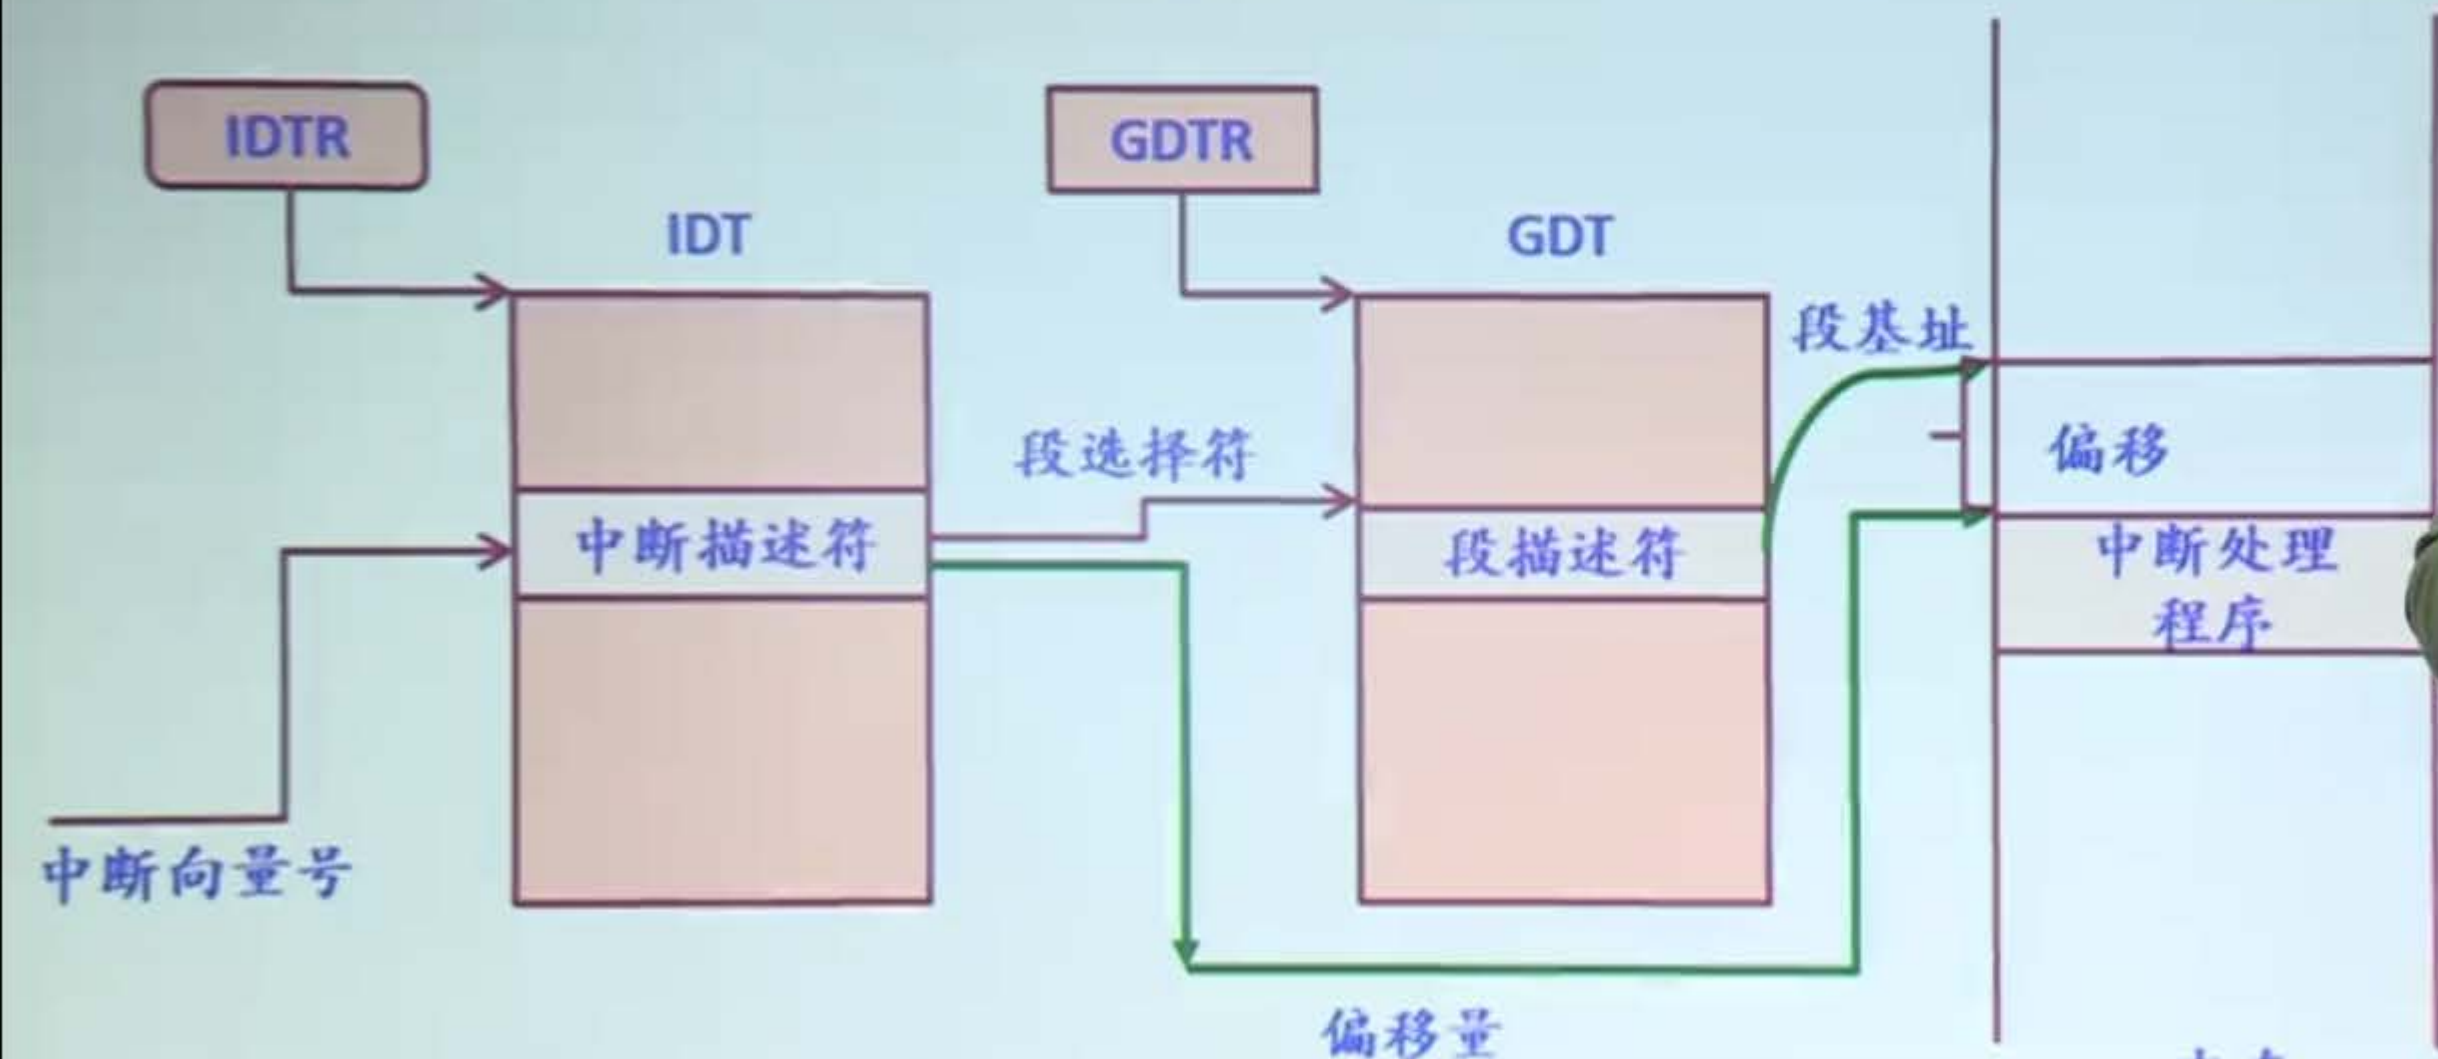 IDTR
GDTR
IDT
GDT
段基址
段选择符
偏移
中断描述符
段描述符
中断处理
程序
中断向量号
偏移量